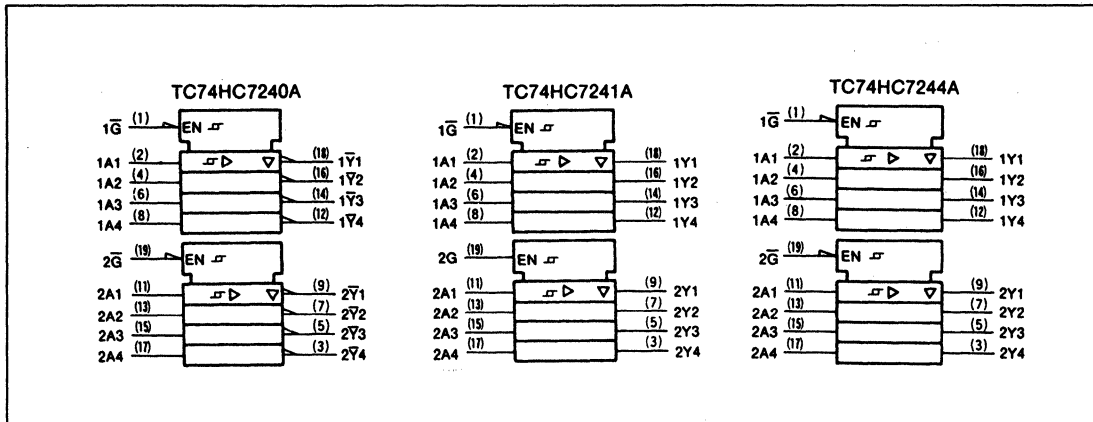 TC74HC7240A TC74HC7241A TC74HC7244A
1G̅ (1) EN 1G̅ (1) EN 1G̅ (1) EN
1A1 (2) (18) 1Y̅1 1A1 (2) (18) 1Y1 1A1 (2) (18) 1Y1
1A2 (4) (16) 1Y̅2 1A2 (4) (16) 1Y2 1A2 (4) (16) 1Y2
1A3 (6) (14) 1Y̅3 1A3 (6) (14) 1Y3 1A3 (6) (14) 1Y3
1A4 (8) (12) 1Y̅4 1A4 (8) (12) 1Y4 1A4 (8) (12) 1Y4
2G̅ (19) EN 2G (19) EN 2G̅ (19) EN
2A1 (11) (9) 2Y̅1 2A1 (11) (9) 2Y1 2A1 (11) (9) 2Y1
2A2 (13) (7) 2Y̅2 2A2 (13) (7) 2Y2 2A2 (13) (7) 2Y2
2A3 (15) (5) 2Y̅3 2A3 (15) (5) 2Y3 2A3 (15) (5) 2Y3
2A4 (17) (3) 2Y̅4 2A4 (17) (3) 2Y4 2A4 (17) (3) 2Y4